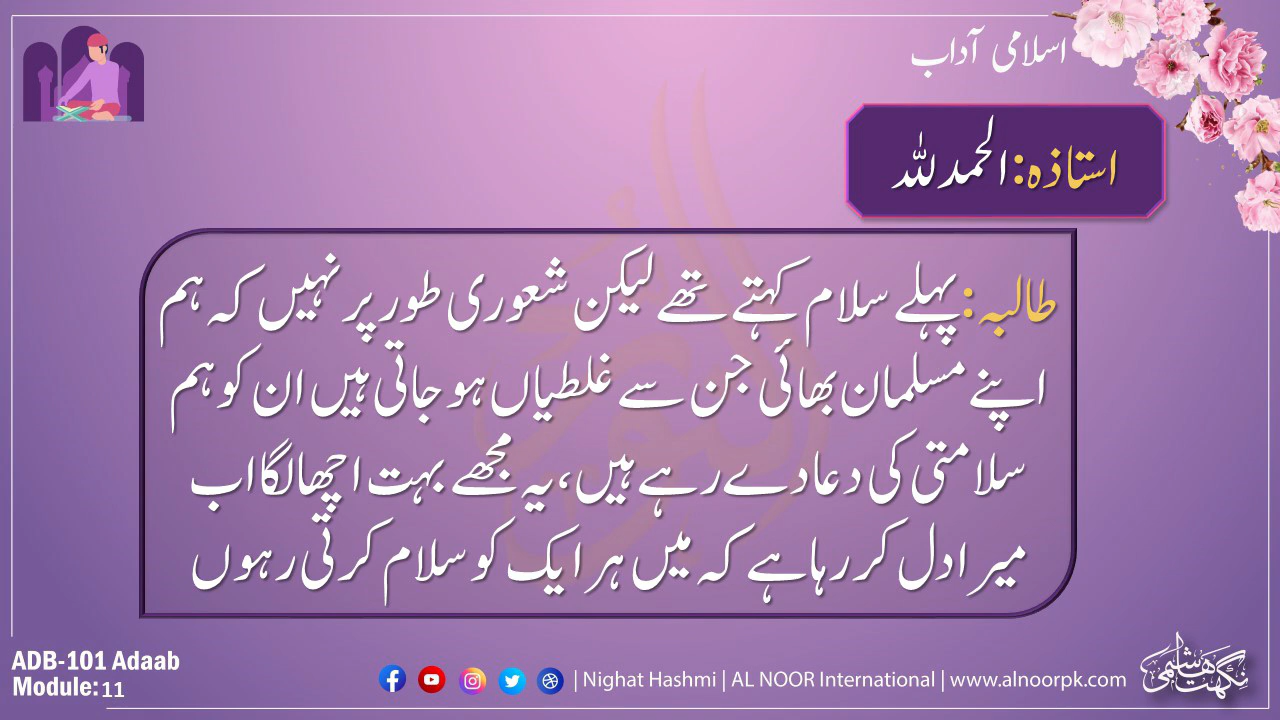 اسلامی آداب
استاذہ: الحمدللہ
طالبہ: پہلے سلام کہتے تھے لیکن شعوری طور پر نہیں کہ ہم
اپنے مسلمان بھائی جن سے غلطیاں ہو جاتی ہیں ان کو ہم
سلامتی کی دعا دے رہے ہیں، یہ مجھے بہت اچھا لگا اب
میرا دل کر رہا ہے کہ میں ہر ایک کو سلام کرتی رہوں
ADB-101 Adaab
Module: 11
| Nighat Hashmi | AL NOOR International | www.alnoorpk.com
نگہت ہاشمی